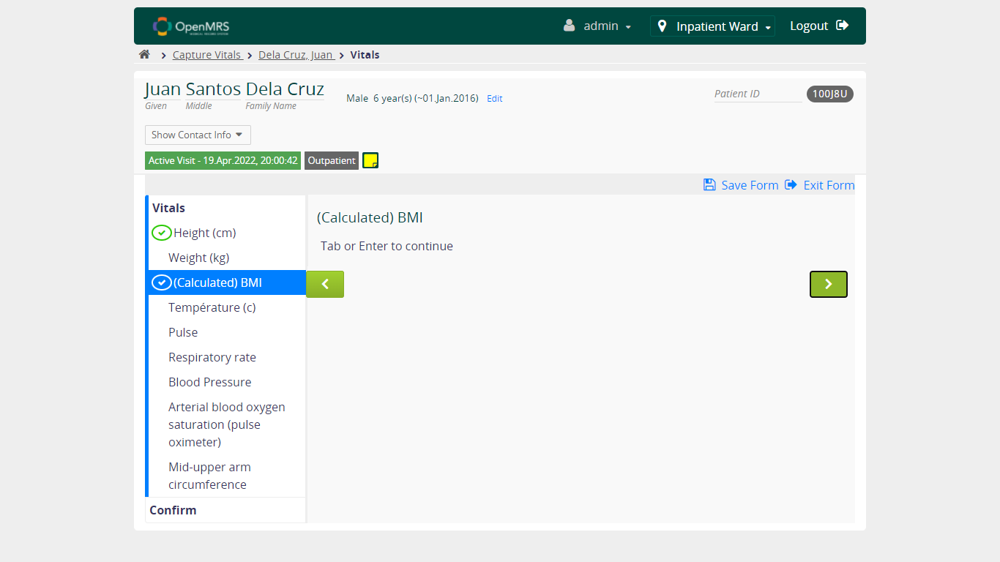 OpenMRS
admin
Inpatient Ward
Logout
Capture Vitals
Dela Cruz, Juan
Vitals
Juan Santos Dela Cruz
Given Middle Family Name
Male 6 year(s) (~01.Jan.2016) Edit
Patient ID 100J8U
Show Contact Info
Active Visit - 19.Apr.2022, 20:00:42 Outpatient
Save Form Exit Form
Vitals
Height (cm)
Weight (kg)
(Calculated) BMI
Température (c)
Pulse
Respiratory rate
Blood Pressure
Arterial blood oxygen
saturation (pulse
oximeter)
Mid-upper arm
circumference
Confirm
(Calculated) BMI
Tab or Enter to continue